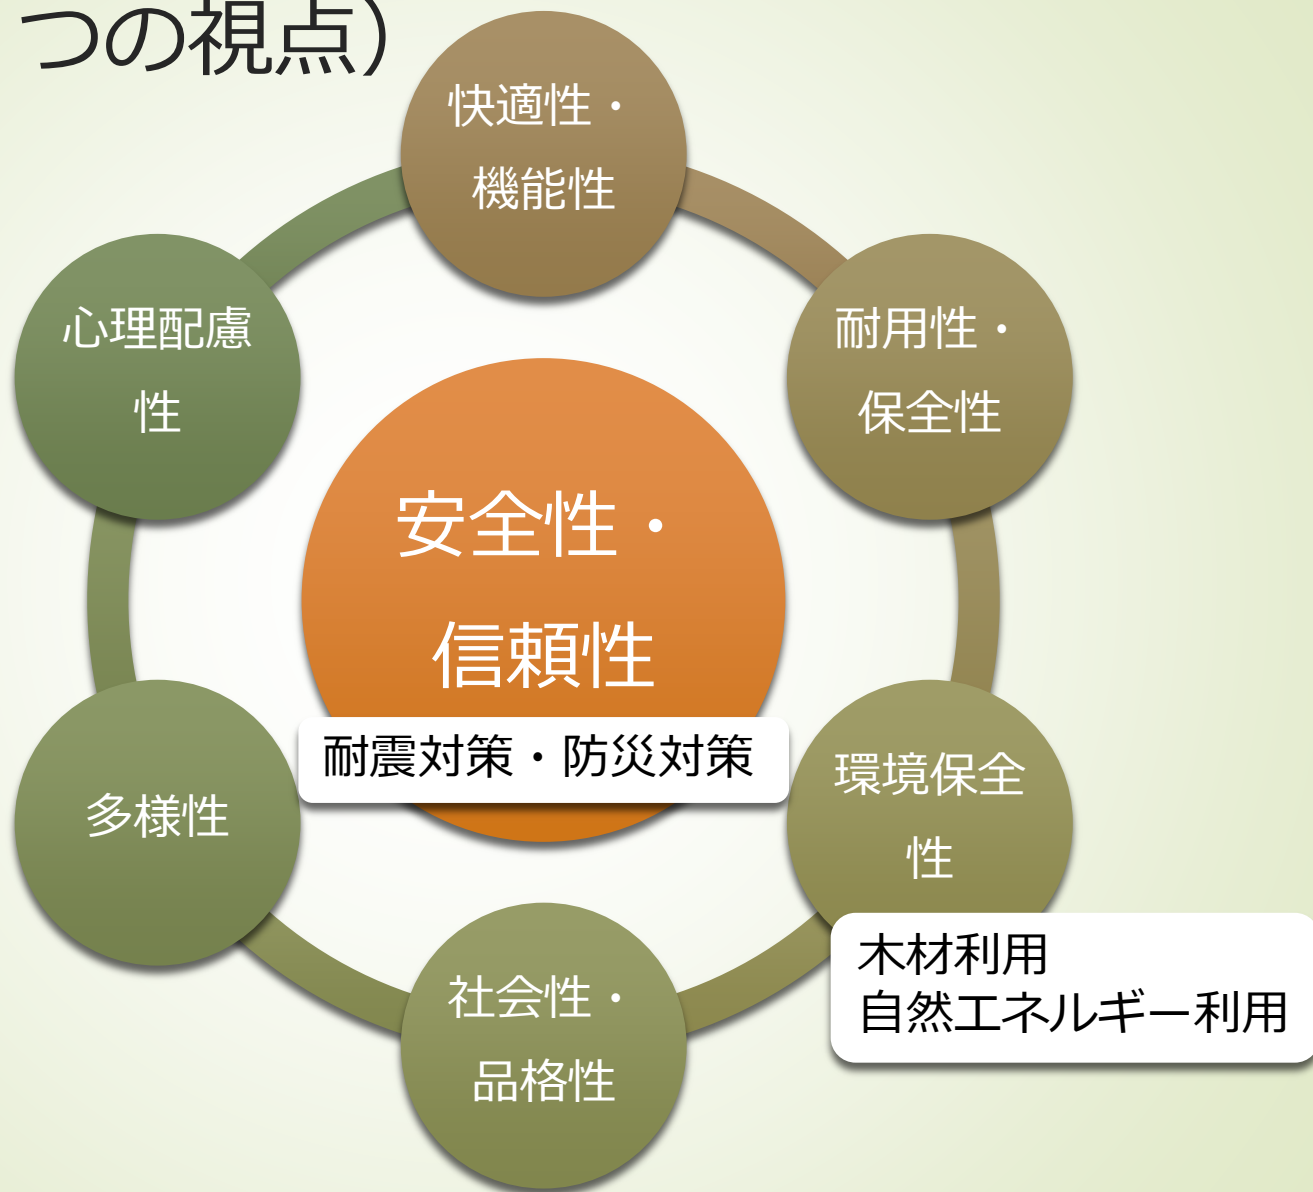 つの視点）
快適性・
機能性
耐用性・
保全性
環境保全
性
木材利用
自然エネルギー利用
社会性・
品格性
多様性
心理配慮
性
安全性・
信頼性
耐震対策・防災対策